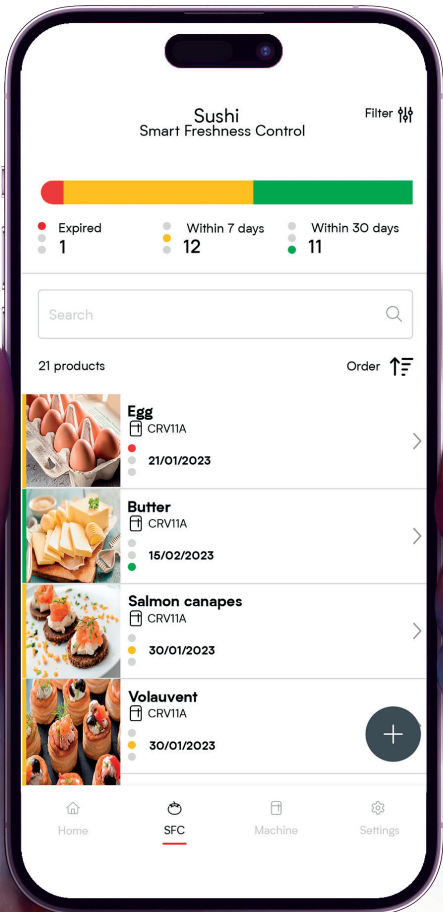 Sushi
Smart Freshness Control
Filter
Expired
1
Within 7 days
12
Within 30 days
11
Search
21 products
Order
Egg
CRV11A
21/01/2023
Butter
CRV11A
15/02/2023
Salmon canapes
CRV11A
30/01/2023
Volauvent
CRV11A
30/01/2023
Home
SFC
Machine
Settings